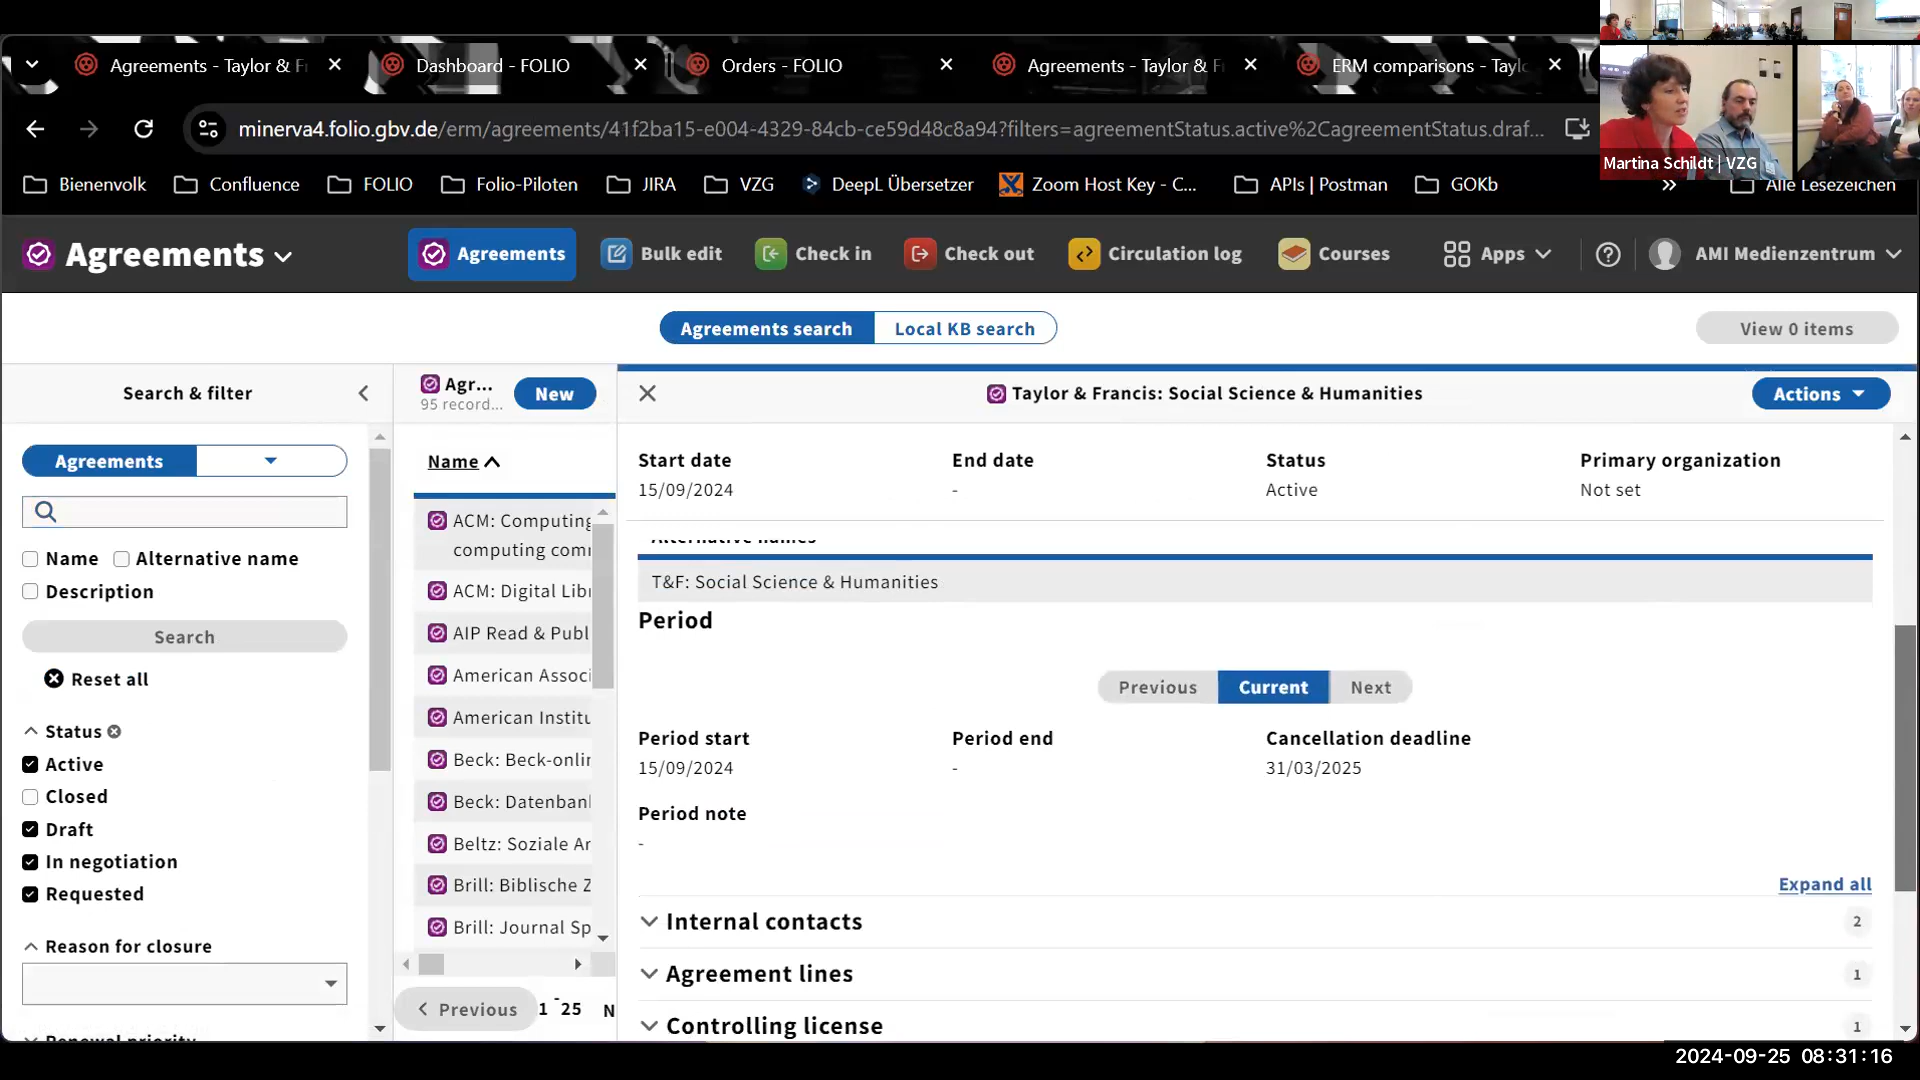 Agreements - Taylor & F
Dashboard - FOLIO
Orders - FOLIO
Agreements - Taylor & F
ERM comparisons - Taylo
minerva4.folio.gbv.de/erm/agreements/41f2ba15-e004-4329-84cb-ce59d48c8a94?filters=agreementStatus.active%2CagreementStatus.draf...
Martina Schildt | VZG
Bienenvolk
Confluence
FOLIO
Folio-Piloten
JIRA
VZG
DeepL Übersetzer
Zoom Host Key - C...
APIs | Postman
GOKb
»
Alle Lesezeichen
Agreements
Agreements
Bulk edit
Check in
Check out
Circulation log
Courses
Apps
AMI Medienzentrum
Agreements search
Local KB search
View 0 items
Search & filter
Agr...
95 record...
New
Taylor & Francis: Social Science & Humanities
Actions
Agreements
Name
Alternative name
Description
Search
Reset all
Status
Active
Closed
Draft
In negotiation
Requested
Reason for closure
Renewal priority
Name
ACM: Computing
computing com
ACM: Digital Lib
AIP Read & Publ
American Associ
American Institu
Beck: Beck-onlin
Beck: Datenban
Beltz: Soziale Ar
Brill: Biblische Z
Brill: Journal Sp
Previous
1 - 25
N
Start date
15/09/2024
End date
-
Status
Active
Primary organization
Not set
Alternative names
T&F: Social Science & Humanities
Period
Previous
Current
Next
Period start
15/09/2024
Period end
-
Cancellation deadline
31/03/2025
Period note
-
Expand all
Internal contacts
2
Agreement lines
1
Controlling license
1
2024-09-25 08:31:16